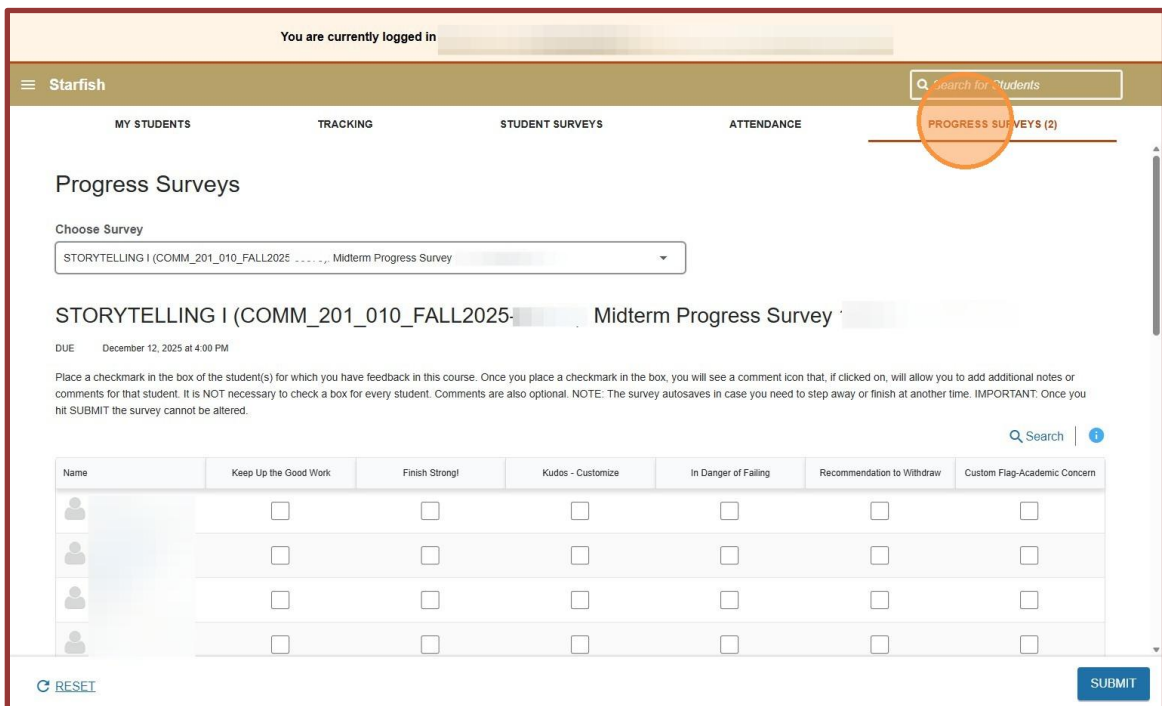 You are currently logged in
Starfish
Search for Students
MY STUDENTS TRACKING STUDENT SURVEYS ATTENDANCE PROGRESS SURVEYS (2)
Progress Surveys
Choose Survey
STORYTELLING I (COMM_201_010_FALL2025 Midterm Progress Survey
STORYTELLING I (COMM_201_010_FALL2025- Midterm Progress Survey
DUE December 12, 2025 at 4:00 PM
Place a checkmark in the box of the student(s) for which you have feedback in this course. Once you place a checkmark in the box, you will see a comment icon that, if clicked on, will allow you to add additional notes or
comments for that student. It is NOT necessary to check a box for every student. Comments are also optional. NOTE: The survey autosaves in case you need to step away or finish at another time. IMPORTANT: Once you
hit SUBMIT the survey cannot be altered.
Search
Name Keep Up the Good Work Finish Strong! Kudos - Customize In Danger of Failing Recommendation to Withdraw Custom Flag-Academic Concern
RESET
SUBMIT